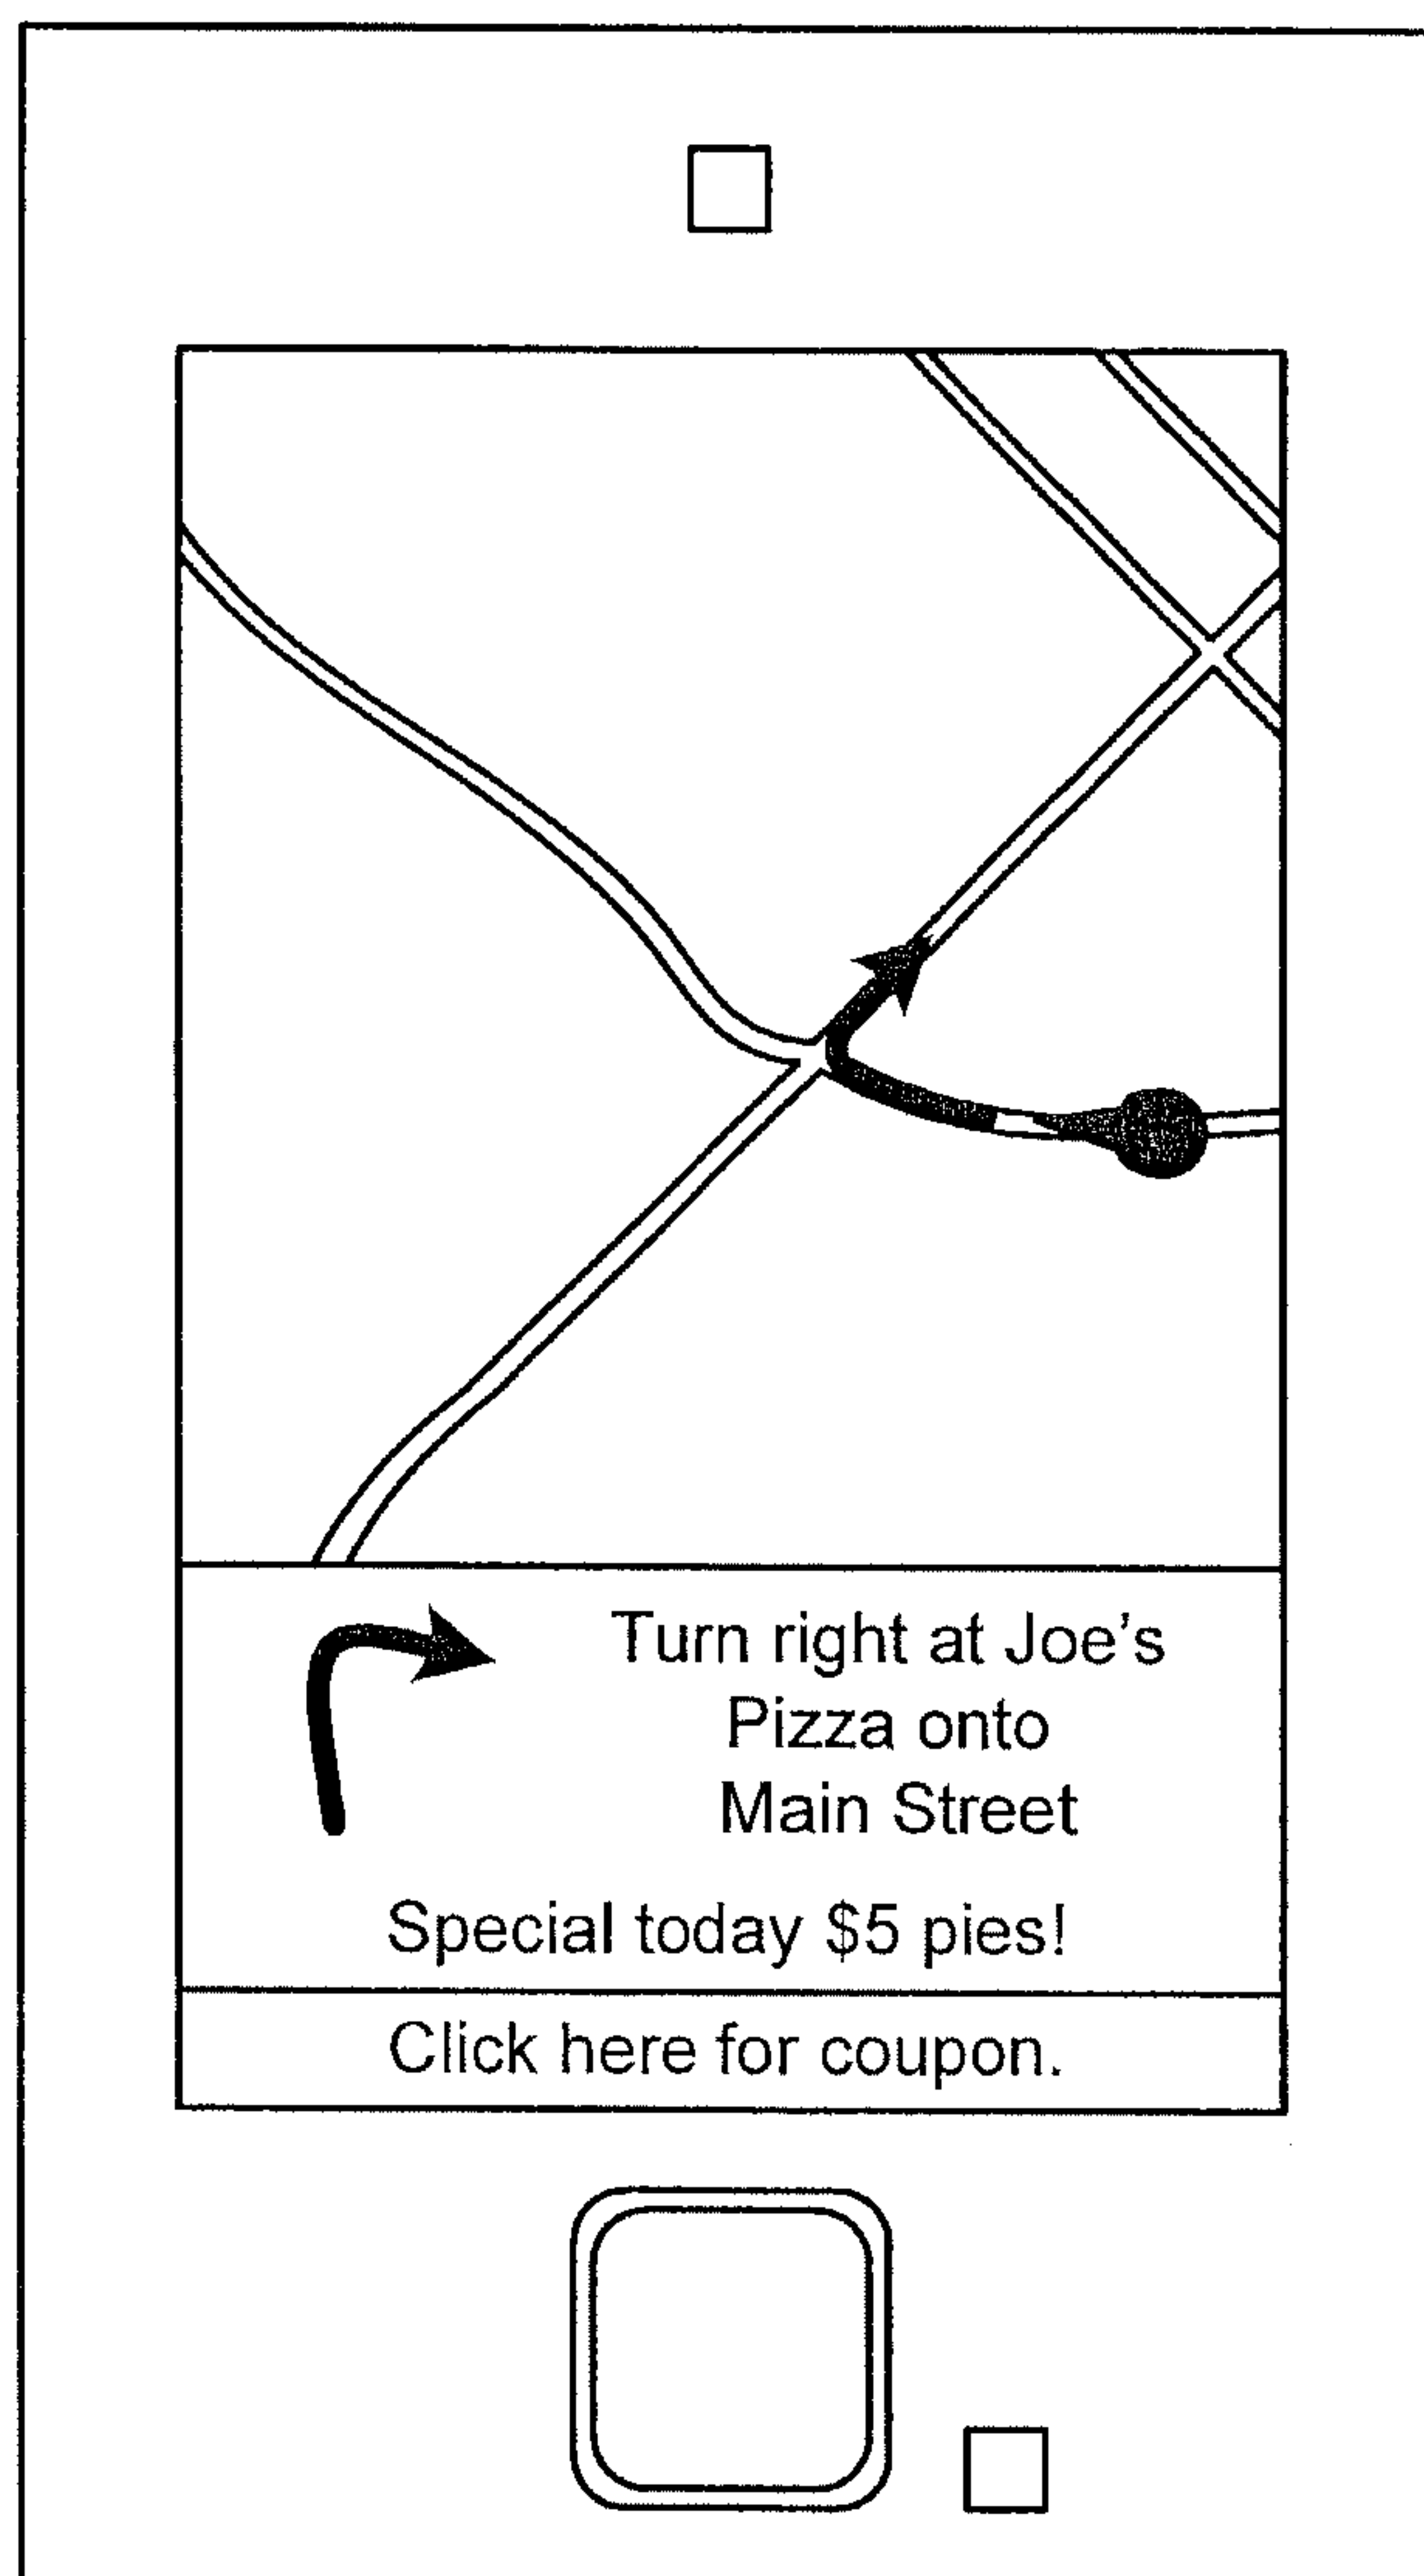 Turn right at Joe's
Pizza onto
Main Street
Special today $5 pies!
Click here for coupon.